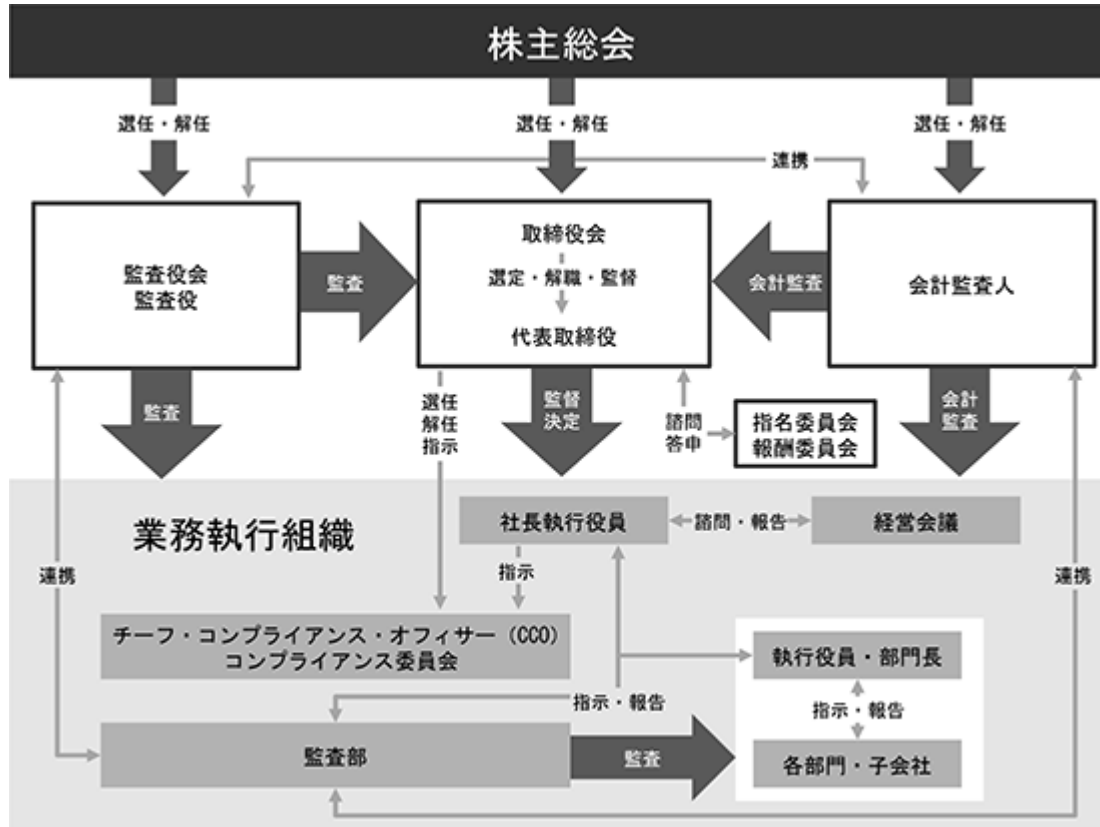 株主総会
選任・解任
選任・解任
選任・解任
連携
監査役会
監査役
監査
取締役会
選定・解職・監督
代表取締役
会計監査
会計監査人
監査
選任
解任
指示
監督
決定
諮問
答申
指名委員会
報酬委員会
会計
監査
業務執行組織
社長執行役員
諮問・報告
経営会議
連携
指示
連携
チーフ・コンプライアンス・オフィサー（CCO）
コンプライアンス委員会
執行役員・部門長
指示・報告
指示・報告
監査部
監査
各部門・子会社